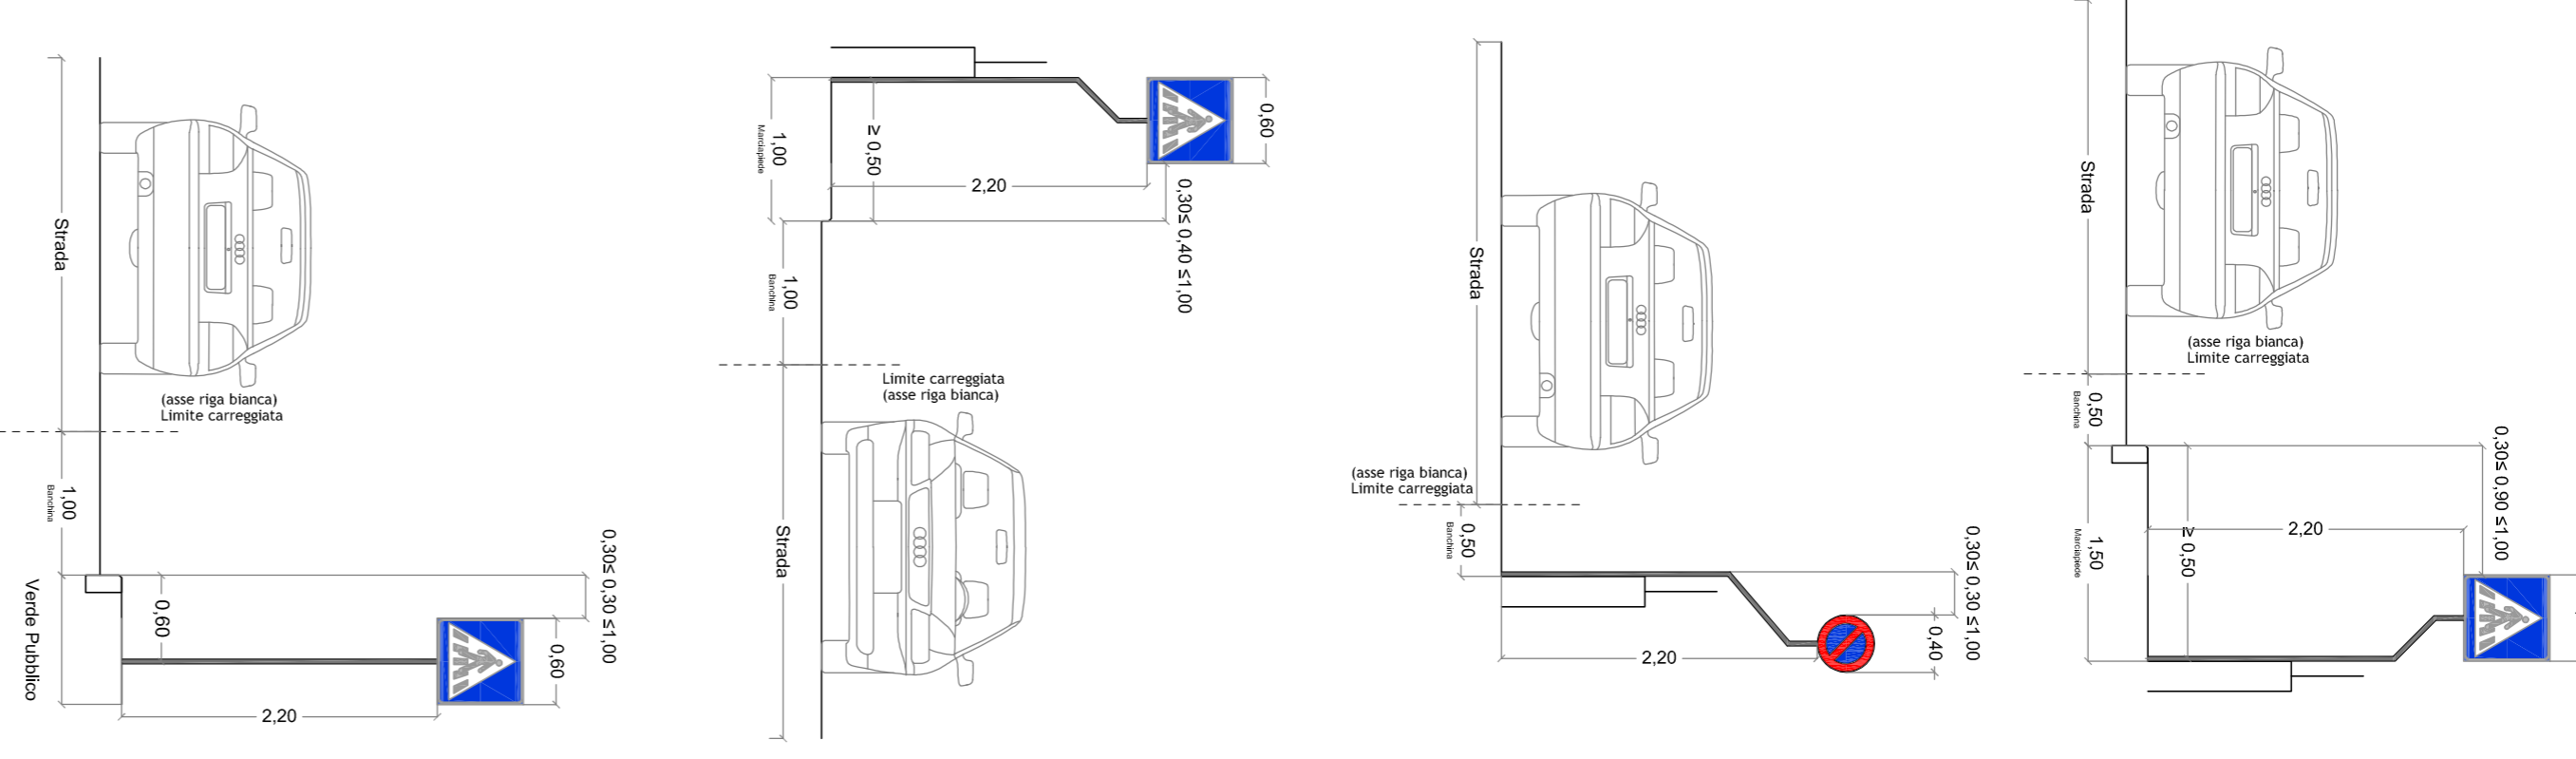 Strada
(asse riga bianca)
Limite carreggiata
1,00
Banchina
Verde Pubblico
0,60
2,20
0,60
0,30≤ 0,30 ≤1,00
1,00
Marciapiede
≥ 0,50
2,20
0,60
0,30≤ 0,40 ≤1,00
1,00
Banchina
Limite carreggiata
(asse riga bianca)
Strada
Strada
(asse riga bianca)
Limite carreggiata
0,50
Banchina
2,20
0,40
0,30≤ 0,30 ≤1,00
Strada
(asse riga bianca)
Limite carreggiata
0,50
Banchina
1,50
Marciapiede
≥ 0,50
2,20
0,30≤ 0,90 ≤1,00